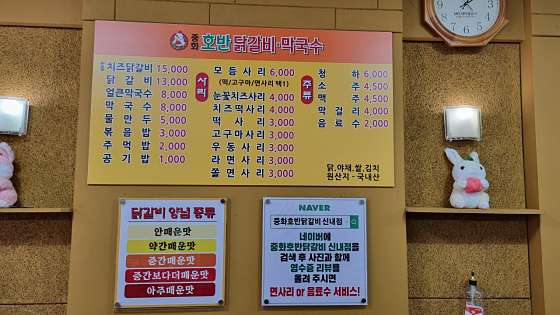 중화 호반 닭갈비·막국수
치즈닭갈비 15,000
닭갈비 13,000
얼큰막국수 8,000
막국수 8,000
물만두 5,000
볶음밥 3,000
주먹밥 2,000
공기밥 1,000
사리
모듬사리 6,000
(떡/고구마/면사리 택1)
눈꽃치즈사리 4,000
치즈떡사리 4,000
떡사리 3,000
고구마사리 3,000
우동사리 3,000
라면사리 3,000
쫄면사리 3,000
주류
청하 6,000
소주 4,500
맥주 4,500
막걸리 4,000
음료수 2,000
닭,야채,쌀,김치
원산지 - 국내산
닭갈비 양념 종류
안매운맛
약간매운맛
중간매운맛
중간보다더매운맛
아주매운맛
NAVER
중화호반닭갈비 신내점
네이버에
중화호반닭갈비 신내점을
검색 후 사진과 함께
영수증 리뷰를
올려 주시면
면사리 or 음료수 서비스!